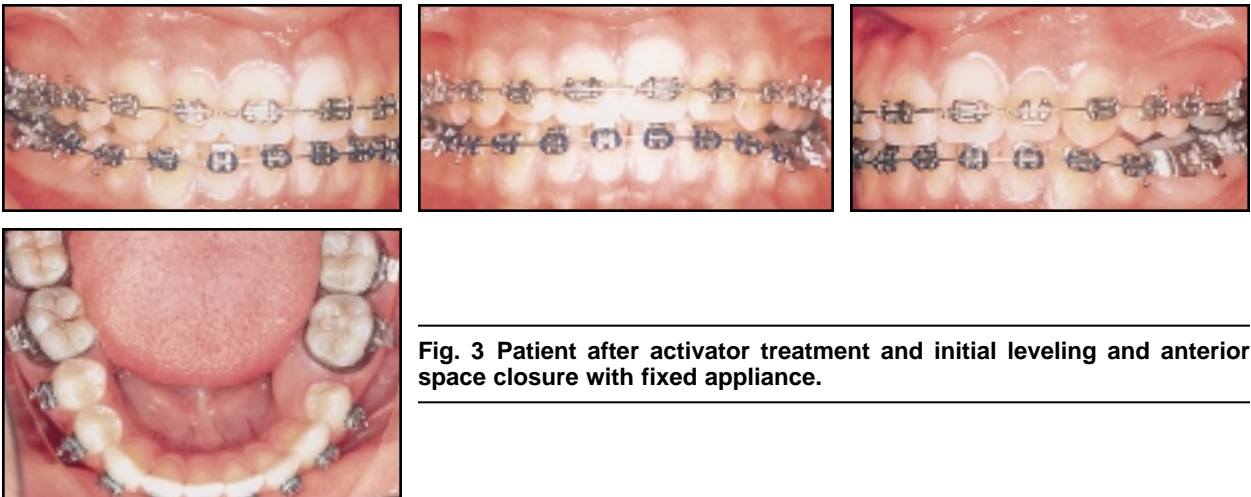 Fig. 3 Patient after activator treatment and initial leveling and anterior
space closure with fixed appliance.